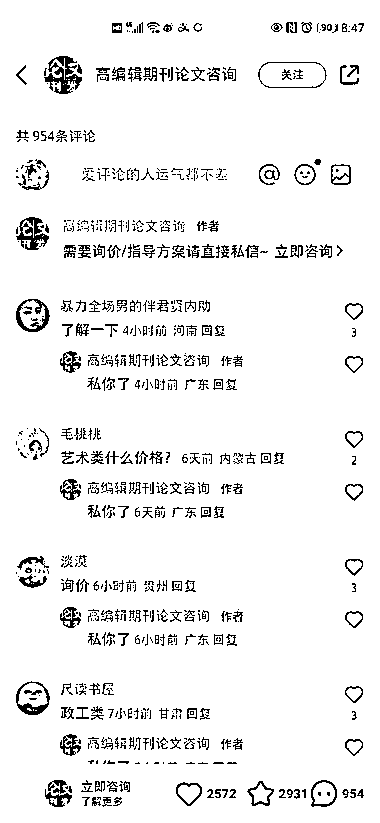 8:47
高编辑期刊论文咨询
关注
共 954条评论
爱评论的人运气都不差
高编辑期刊论文咨询 作者
需要询价/指导方案请直接私信~ 立即咨询>
暴力全场男的伴君贤内助
了解一下 4小时前 河南 回复
3
高编辑期刊论文咨询 作者
私你了 4小时前 广东 回复
毛桃桃
艺术类什么价格? 6天前 内蒙古 回复
2
高编辑期刊论文咨询 作者
私你了 6天前 广东 回复
淡漠
询价 6小时前 贵州 回复
3
高编辑期刊论文咨询 作者
私你了 6小时前 广东 回复
尺读书屋
政工类 7小时前 甘肃 回复
3
高编辑期刊论文咨询 作者
立即咨询
了解更多
2572
2931
954